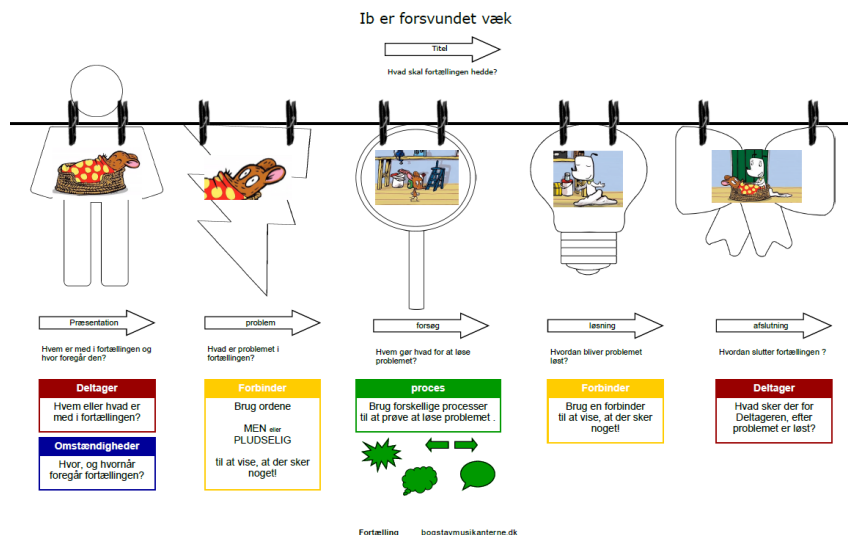 Ib er forsvundet væk
Titel
Hvad skal fortællingen hedde?
Præsentation
Hvem er med i fortællingen og
hvor foregår den?
Deltager
Hvem eller hvad er
med i fortællingen?
Omstændigheder
Hvor, og hvornår
foregår fortællingen?
problem
Hvad er problemet i
fortællingen?
Forbinder
Brug ordene
MEN eller
PLUDSELIG
til at vise, at der sker
noget!
forsøg
Hvem gør hvad for at løse
problemet?
proces
Brug forskellige processer
til at prøve at løse problemet .
løsning
Hvordan bliver problemet
løst?
Forbinder
Brug en forbinder
til at vise, at der sker
noget!
afslutning
Hvordan slutter fortællingen ?
Deltager
Hvad sker der for
Deltageren, efter
problemet er løst?
Fortælling bogstavmusikanterne.dk